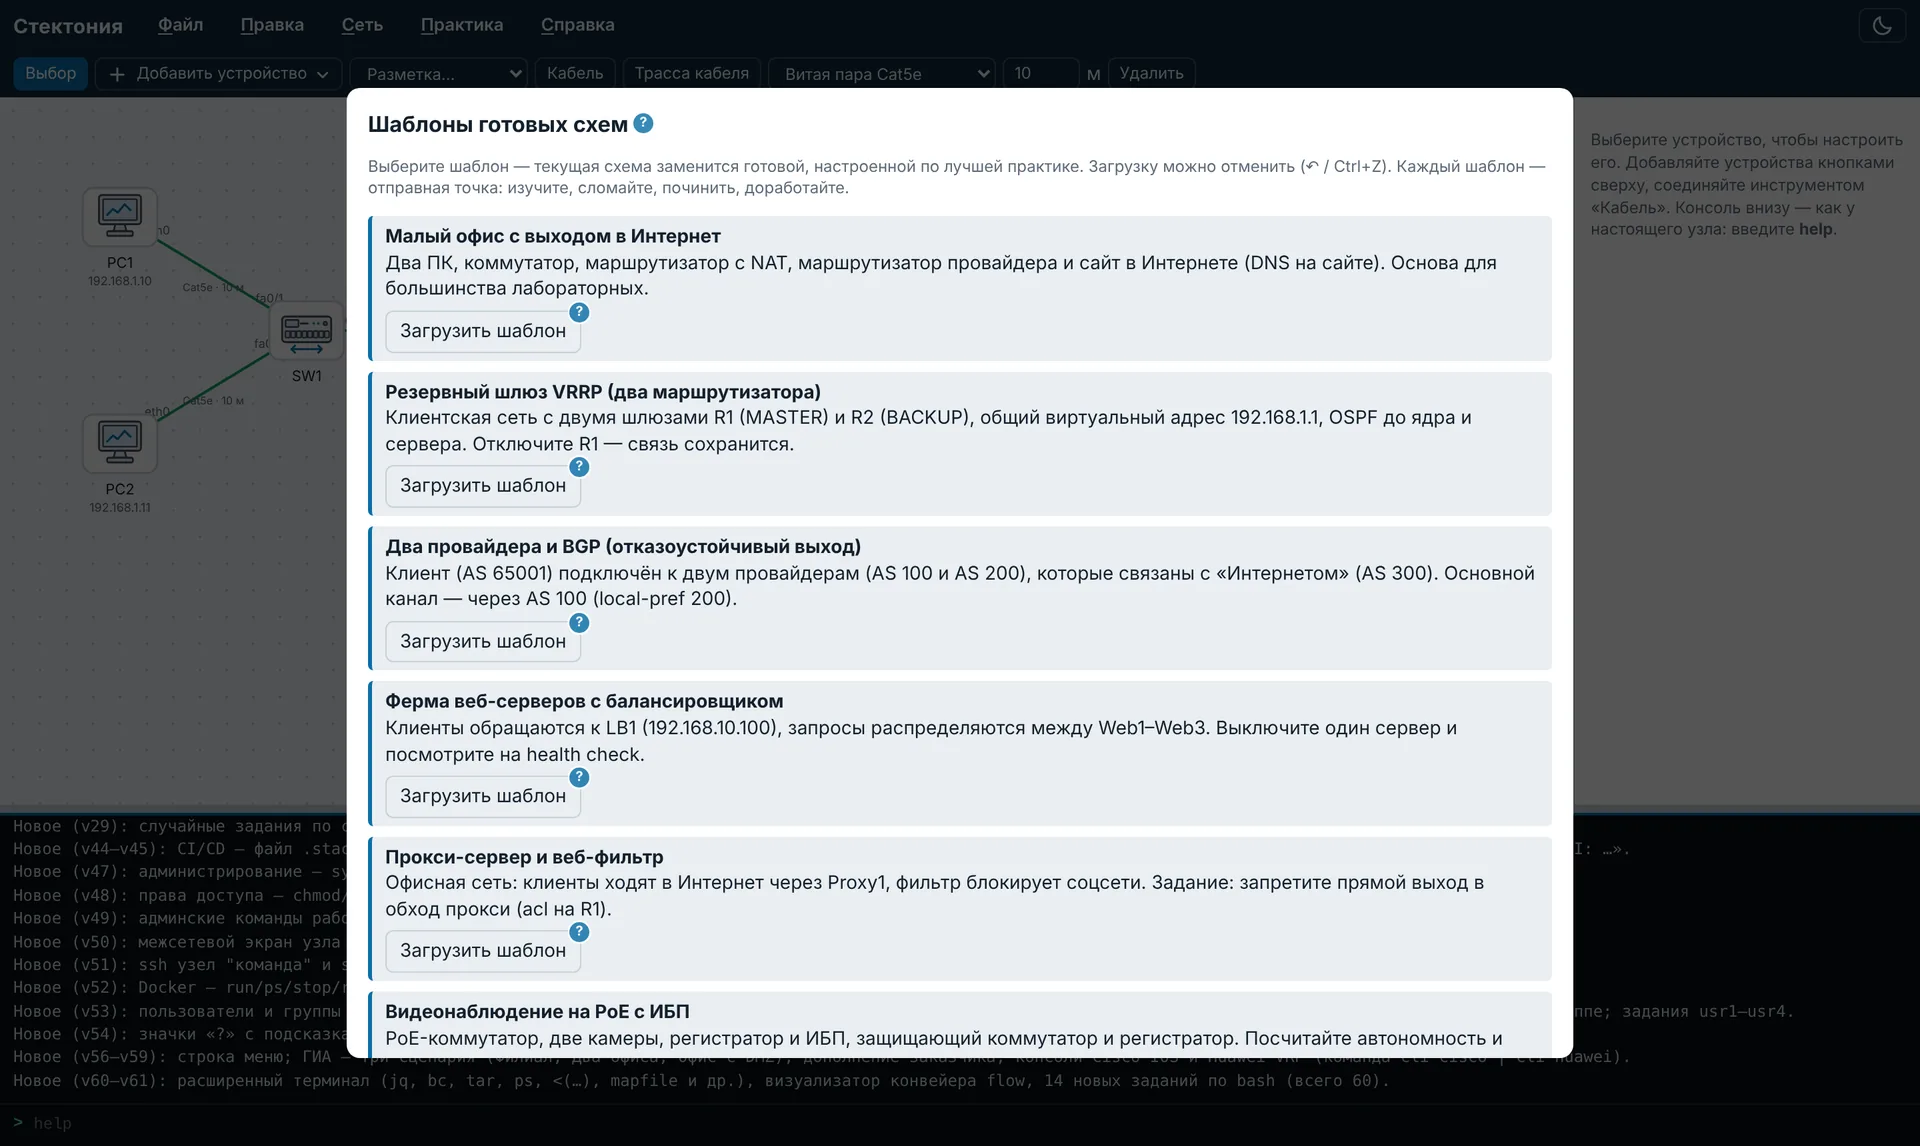 Стектония
Файл
Правка
Сеть
Практика
Справка
Выбор
Добавить устройство
Разметка...
Кабель
Трасса кабеля
Витая пара Cat5e
10
м
Удалить
Шаблоны готовых схем ?
Выберите шаблон — текущая схема заменится готовой, настроенной по лучшей практике. Загрузку можно отменить (↶ / Ctrl+Z). Каждый шаблон —
отправная точка: изучите, сломайте, починить, доработайте.
Малый офис с выходом в Интернет
Два ПК, коммутатор, маршрутизатор с NAT, маршрутизатор провайдера и сайт в Интернете (DNS на сайте). Основа для
большинства лабораторных.
Загрузить шаблон ?
Резервный шлюз VRRP (два маршрутизатора)
Клиентская сеть с двумя шлюзами R1 (MASTER) и R2 (BACKUP), общий виртуальный адрес 192.168.1.1, OSPF до ядра и
сервера. Отключите R1 — связь сохранится.
Загрузить шаблон ?
Два провайдера и BGP (отказоустойчивый выход)
Клиент (AS 65001) подключён к двум провайдерам (AS 100 и AS 200), которые связаны с «Интернетом» (AS 300). Основной
канал — через AS 100 (local-pref 200).
Загрузить шаблон ?
Ферма веб-серверов с балансировщиком
Клиенты обращаются к LB1 (192.168.10.100), запросы распределяются между Web1–Web3. Выключите один сервер и
посмотрите на health check.
Загрузить шаблон ?
Прокси-сервер и веб-фильтр
Офисная сеть: клиенты ходят в Интернет через Proxy1, фильтр блокирует соцсети. Задание: запретите прямой выход в
обход прокси (acl на R1).
Загрузить шаблон ?
Видеонаблюдение на PoE с ИБП
PoE-коммутатор, две камеры, регистратор и ИБП, защищающий коммутатор и регистратор. Посчитайте автономность и
PC1
192.168.1.10
Cat5e · 10 м
fa0/1
SW1
Cat5e · 10 м
eth0
PC2
192.168.1.11
Выберите устройство, чтобы настроить
его. Добавляйте устройства кнопками
сверху, соединяйте инструментом
«Кабель». Консоль внизу — как у
настоящего узла: введите help.
Новое (v29): случайные задания по
Новое (v44–v45): CI/CD — файл .stac I: …».
Новое (v47): администрирование —
Новое (v48): права доступа — chmod/
Новое (v49): админские команды
Новое (v50): межсетевой экран узла
Новое (v51): ssh узел "команда" и
Новое (v52): Docker — run/ps/stop/
Новое (v53): пользователи и группы ппе; задания usr1–usr4.
Новое (v54): значки «?» с
Новое (v56–v59): строка меню; ГИА —
Новое (v60–v61): расширенный терминал (jq, bc, tar, ps, <(…), mapfile и др.), визуализатор конвейера flow, 14 новых заданий по bash (всего 60).
> help